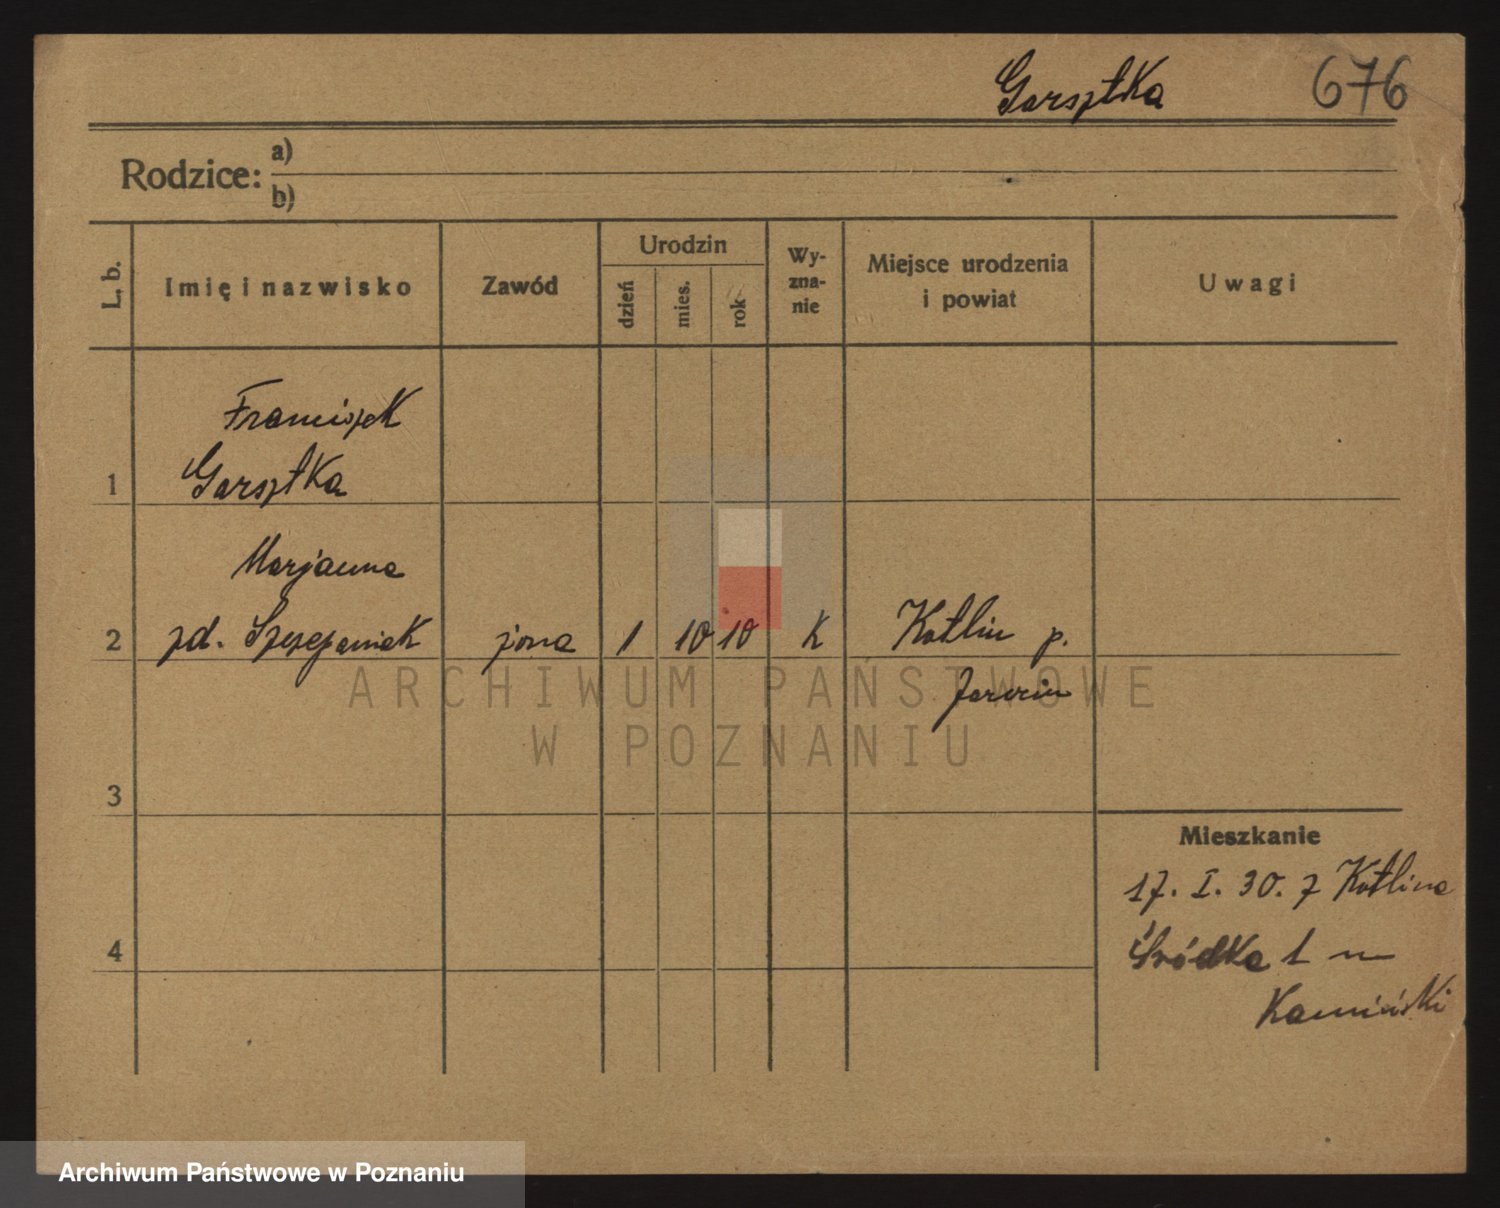 Garsztka 676
Rodzice: a)
b)
L. b.
Imię i nazwisko
Zawód
Urodzin
dzień
mies.
rok
Wy-
zna-
nie
Miejsce urodzenia
i powiat
Uwagi
Franciszek
1 Garsztka
Marjanna
2 zd. Szczepaniak żona 1 10 10 k Kotlin p.
Jarocin
3
Mieszkanie
17. I. 30. z Kotlina
4 Śródka 1
Kamiński
ARCHIWUM PAŃSTWOWE
W POZNANIU
Archiwum Państwowe w Poznaniu